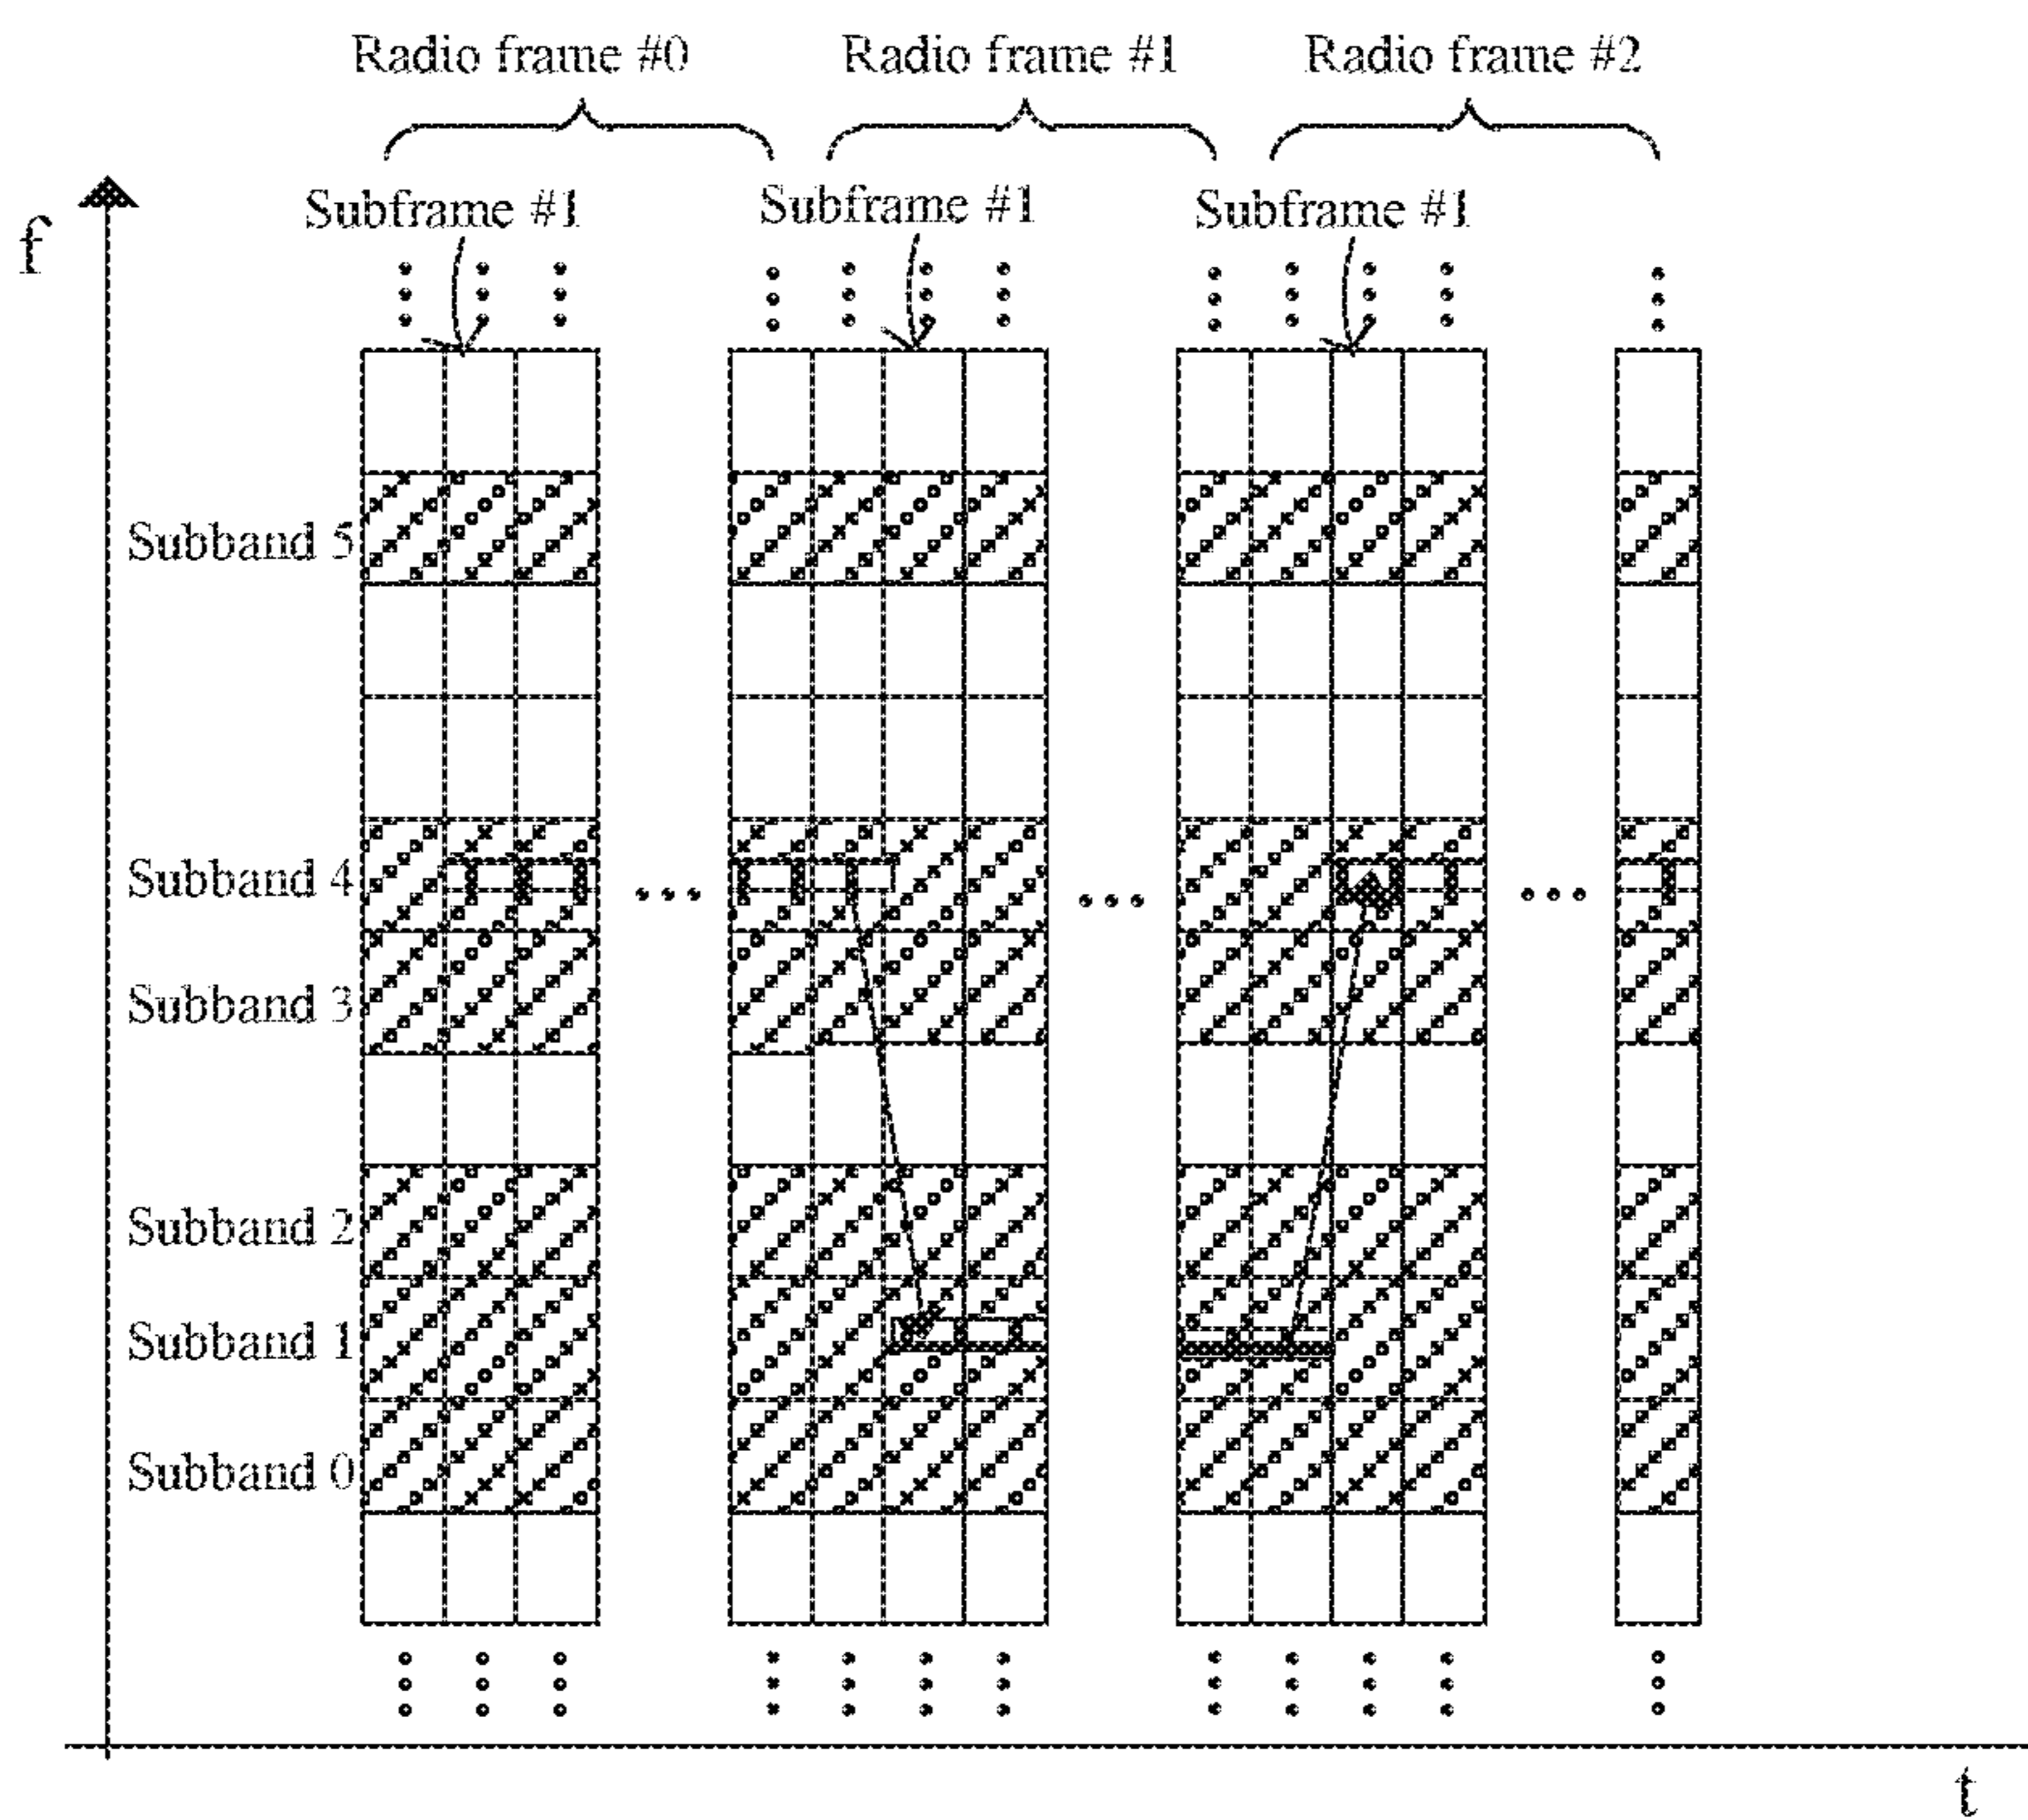 Radio frame #0 Radio frame #1 Radio frame #2
Subframe #1 Subframe #1 Subframe #1
f
Subband 5
Subband 4
Subband 3
Subband 2
Subband 1
Subband 0
t